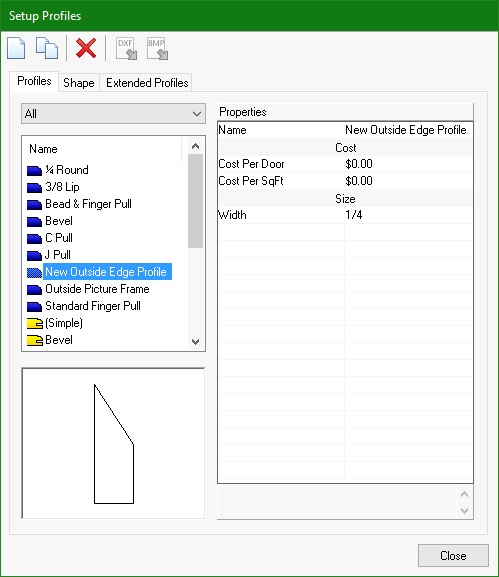 Setup Profiles
DXF BMP
Profiles Shape Extended Profiles
All
Name
¼ Round
3/8 Lip
Bead & Finger Pull
Bevel
C Pull
J Pull
New Outside Edge Profile
Outside Picture Frame
Standard Finger Pull
(Simple)
Bevel
Properties
Name New Outside Edge Profile
Cost
Cost Per Door $0.00
Cost Per SqFt $0.00
Size
Width 1/4
Close